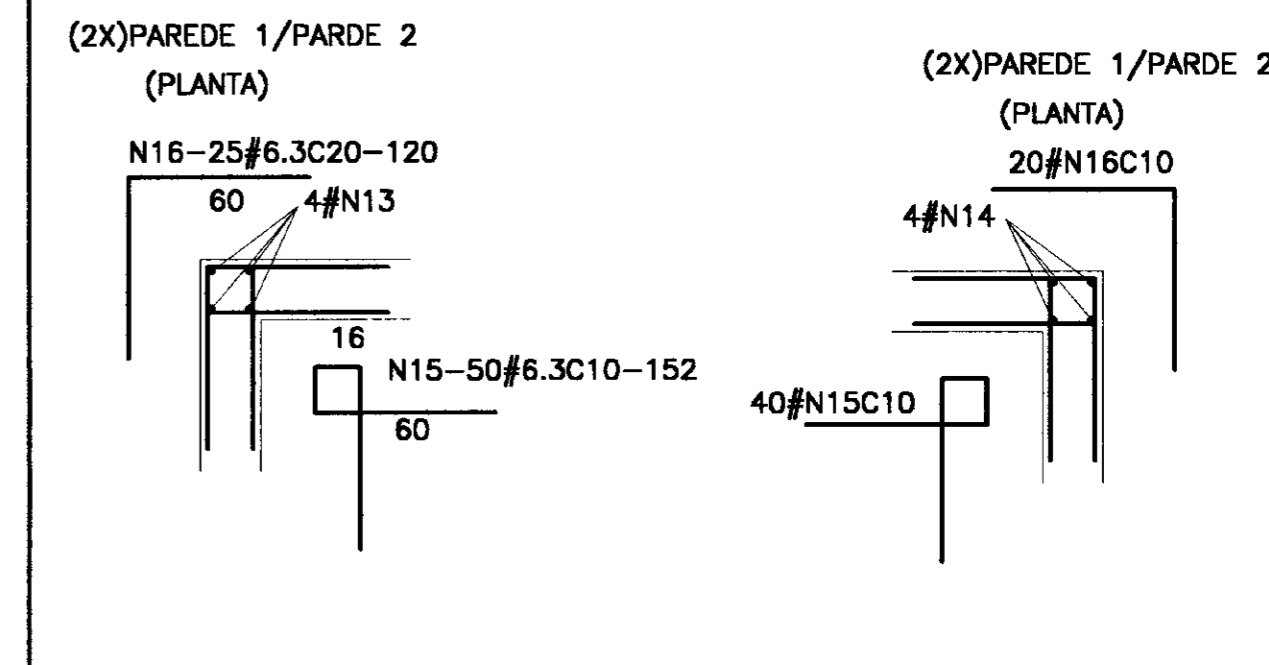 (2X)PAREDE 1/PARDE 2
(PLANTA)
N16-25#6.3C20-120
60
4#N13
16
N15-50#6.3C10-152
60
(2X)PAREDE 1/PARDE 2
(PLANTA)
20#N16C10
4#N14
40#N15C10